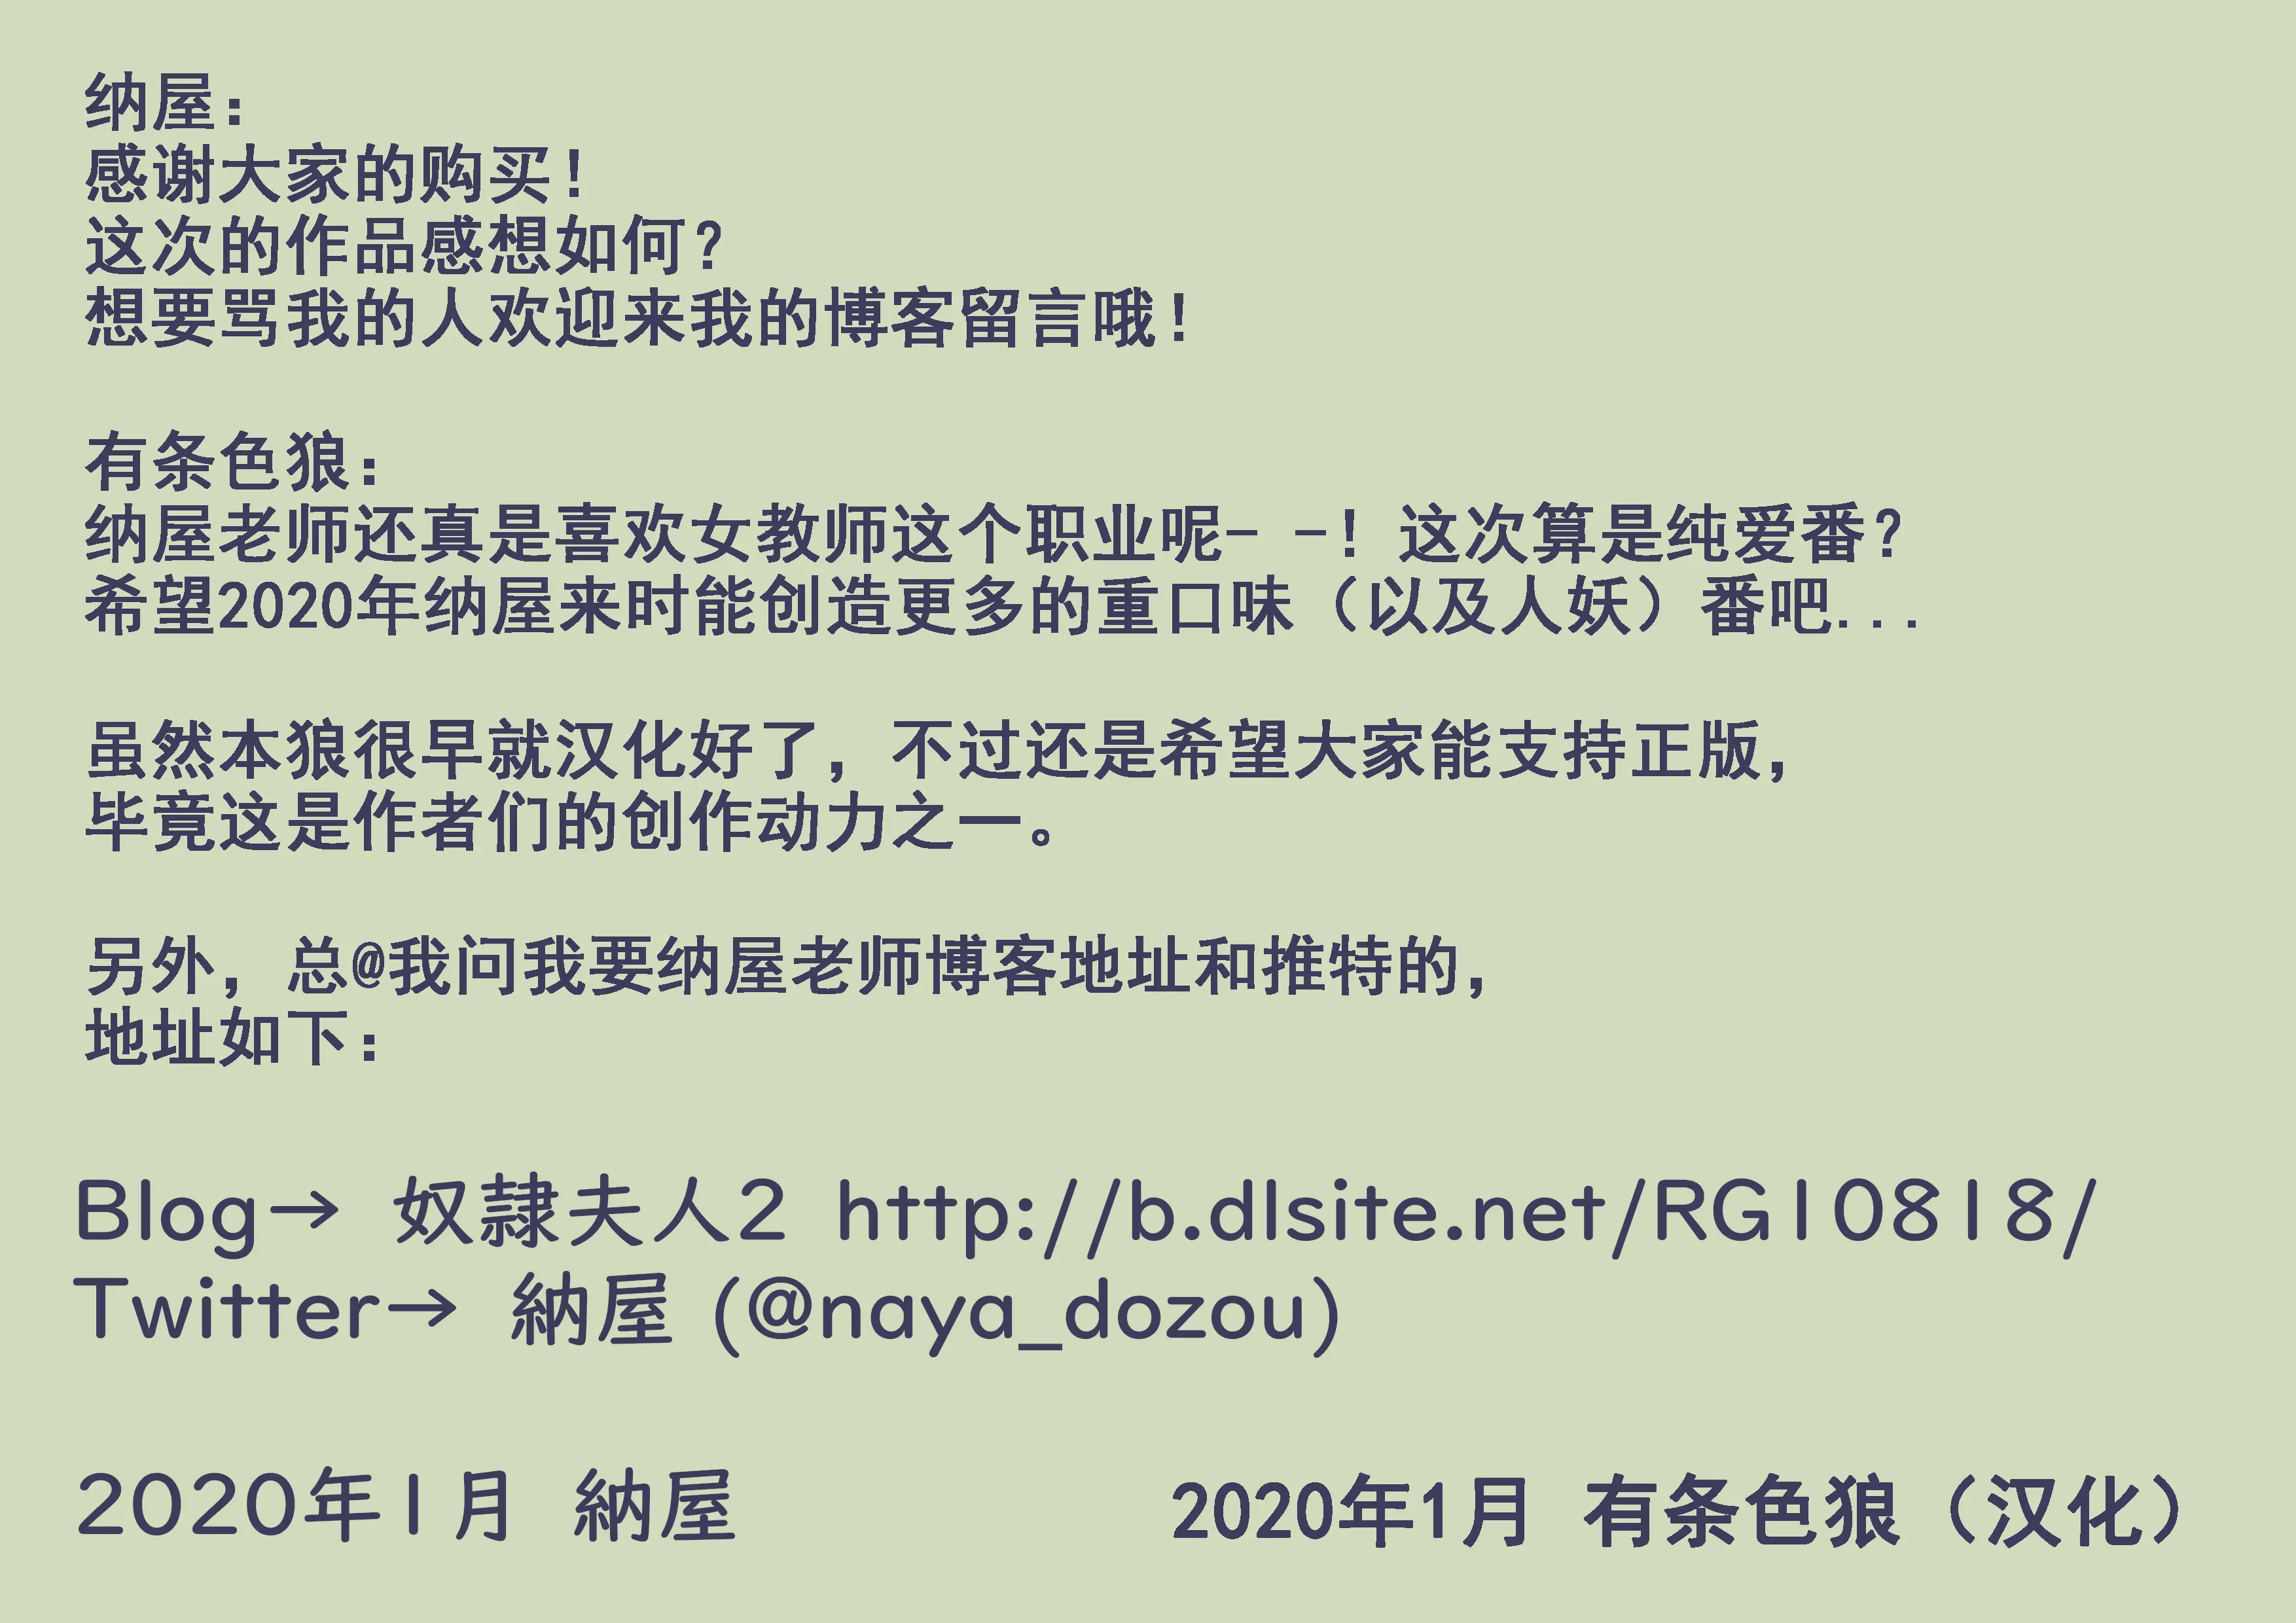 纳屋：
感谢大家的购买！
这次的作品感想如何？
想要骂我的人欢迎来我的博客留言哦！
有条色狼：
纳屋老师还真是喜欢女教师这个职业呢- -！这次算是纯爱番？
希望2020年纳屋来时能创造更多的重口味（以及人妖）番吧...
虽然本狼很早就汉化好了，不过还是希望大家能支持正版，
毕竟这是作者们的创作动力之一。
另外，总@我问我要纳屋老师博客地址和推特的，
地址如下：
Blog→ 奴隷夫人2 http://b.dlsite.net/RG10818/
Twitter→ 納屋 (@naya_dozou)
2020年1月 納屋
2020年1月 有条色狼（汉化）